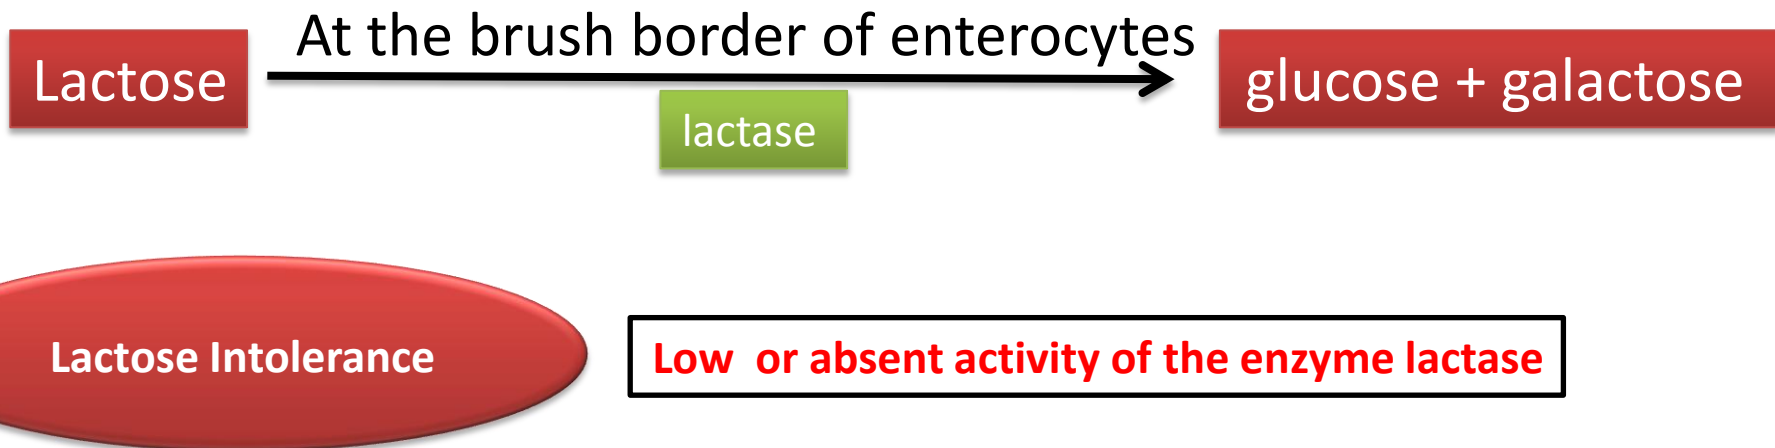 At the brush border of enterocytes
Lactose
glucose + galactose
lactase
Lactose Intolerance
Low or absent activity of the enzyme lactase